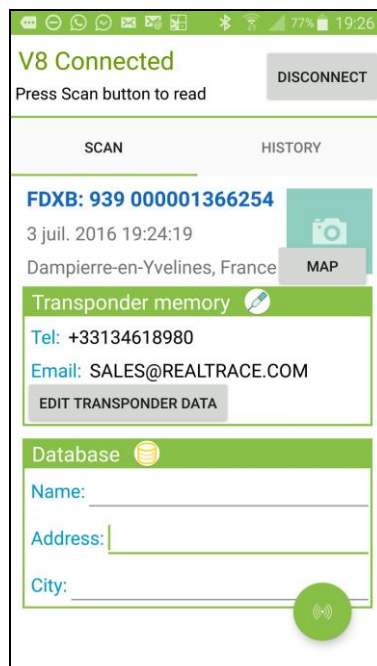 77% 19:26
V8 Connected
Press Scan button to read
DISCONNECT
SCAN
HISTORY
FDXB: 939 000001366254
3 juil. 2016 19:24:19
Dampierre-en-Yvelines, France
MAP
Transponder memory
Tel: +33134618980
Email: SALES@REALTRACE.COM
EDIT TRANSPONDER DATA
Database
Name:
Address:
City: